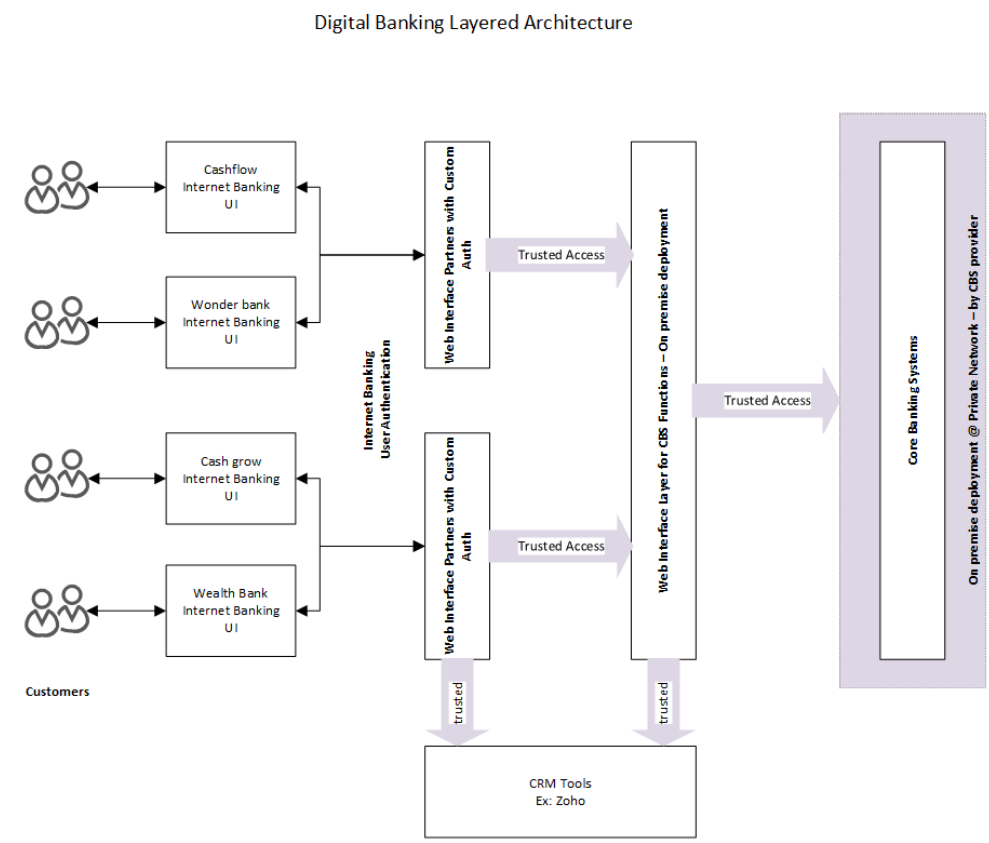 Digital Banking Layered Architecture
Cashflow
Internet Banking
UI
Wonder bank
Internet Banking
UI
Cash grow
Internet Banking
UI
Wealth Bank
Internet Banking
UI
Customers
Internet Banking
User Authentication
Web Interface Partners with Custom
Auth
Web Interface Partners with Custom
Auth
Trusted Access
Trusted Access
Web Interface Layer for CBS Functions – On premise deployment
Trusted Access
Core Banking Systems
On premise deployment @ Private Network – by CBS provider
trusted
trusted
CRM Tools
Ex: Zoho